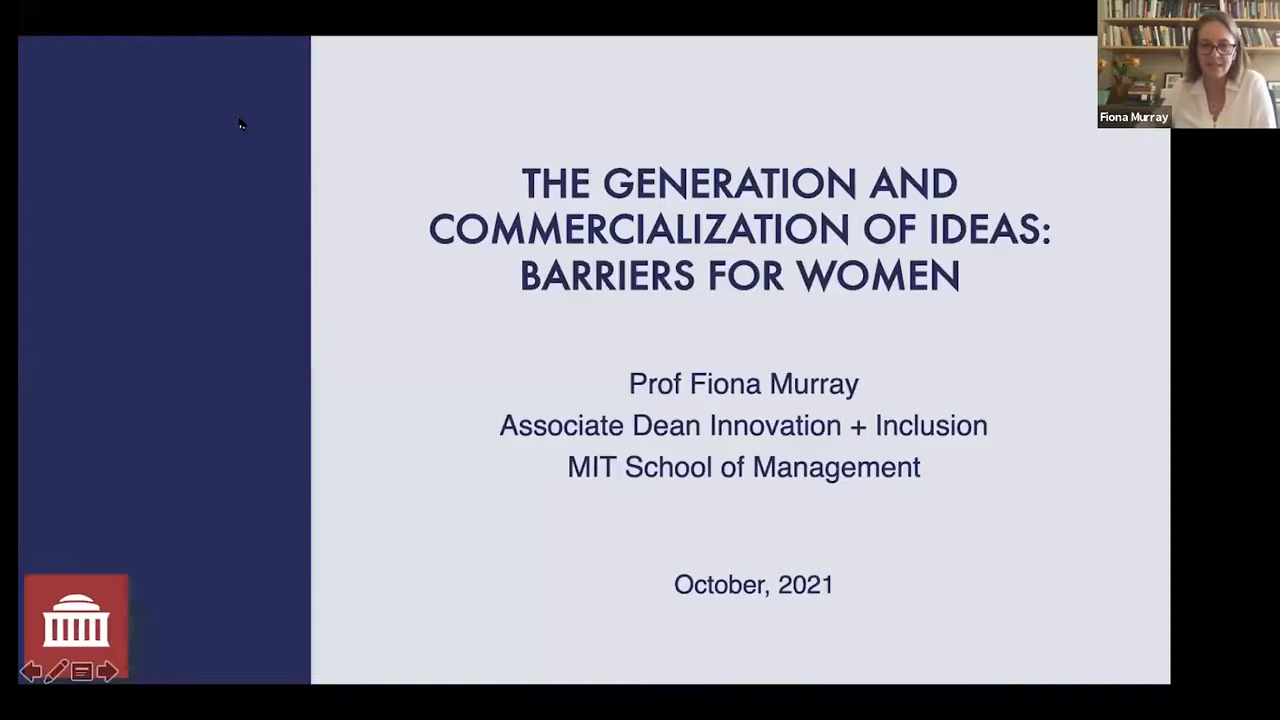 Fiona Murray
THE GENERATION AND
COMMERCIALIZATION OF IDEAS:
BARRIERS FOR WOMEN
Prof Fiona Murray
Associate Dean Innovation + Inclusion
MIT School of Management
October, 2021